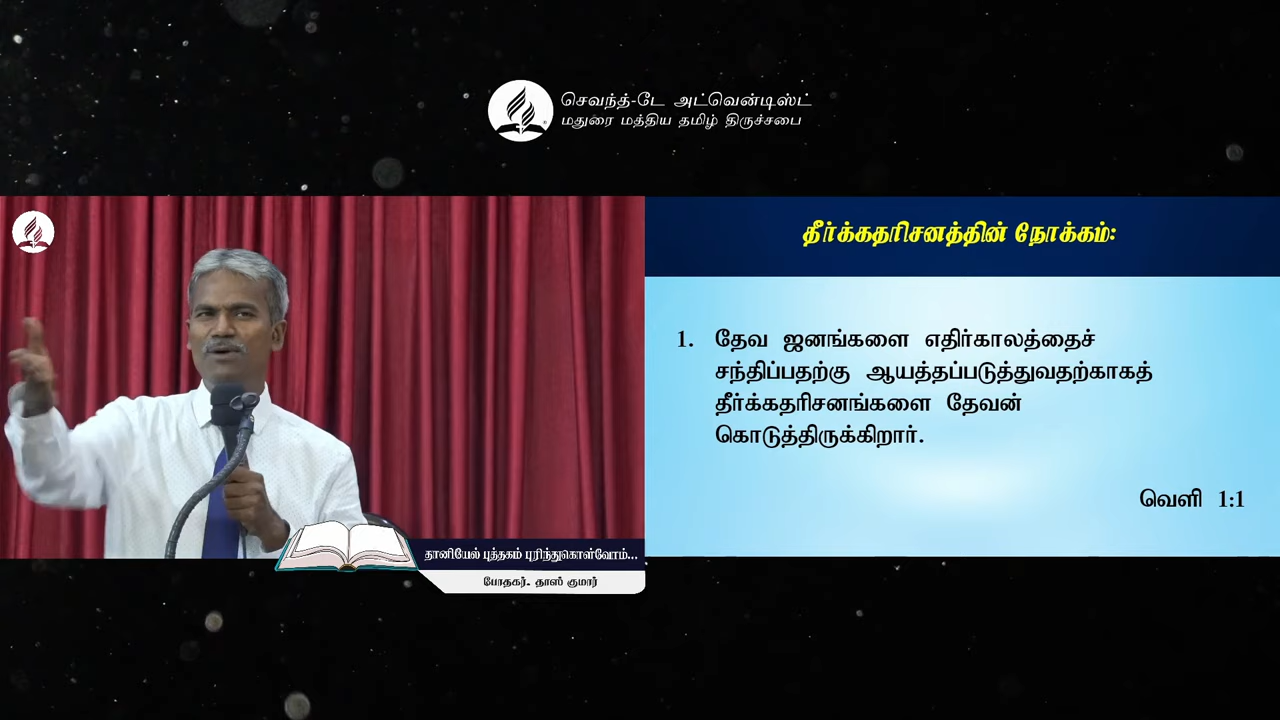 செவந்த்-டே அட்வென்டிஸ்ட்
மதுரை மத்திய தமிழ் திருச்சபை
தீர்க்கதரிசனத்தின் நோக்கம்:
1. தேவ ஜனங்களை எதிர்காலத்தைச்
சந்திப்பதற்கு ஆயத்தப்படுத்துவதற்காகத்
தீர்க்கதரிசனங்களை தேவன்
கொடுத்திருக்கிறார்.
வெளி 1:1
தானியேல் புத்தகம் புரிந்துகொள்வோம்...
போதகர்- தாஸ் குமார்